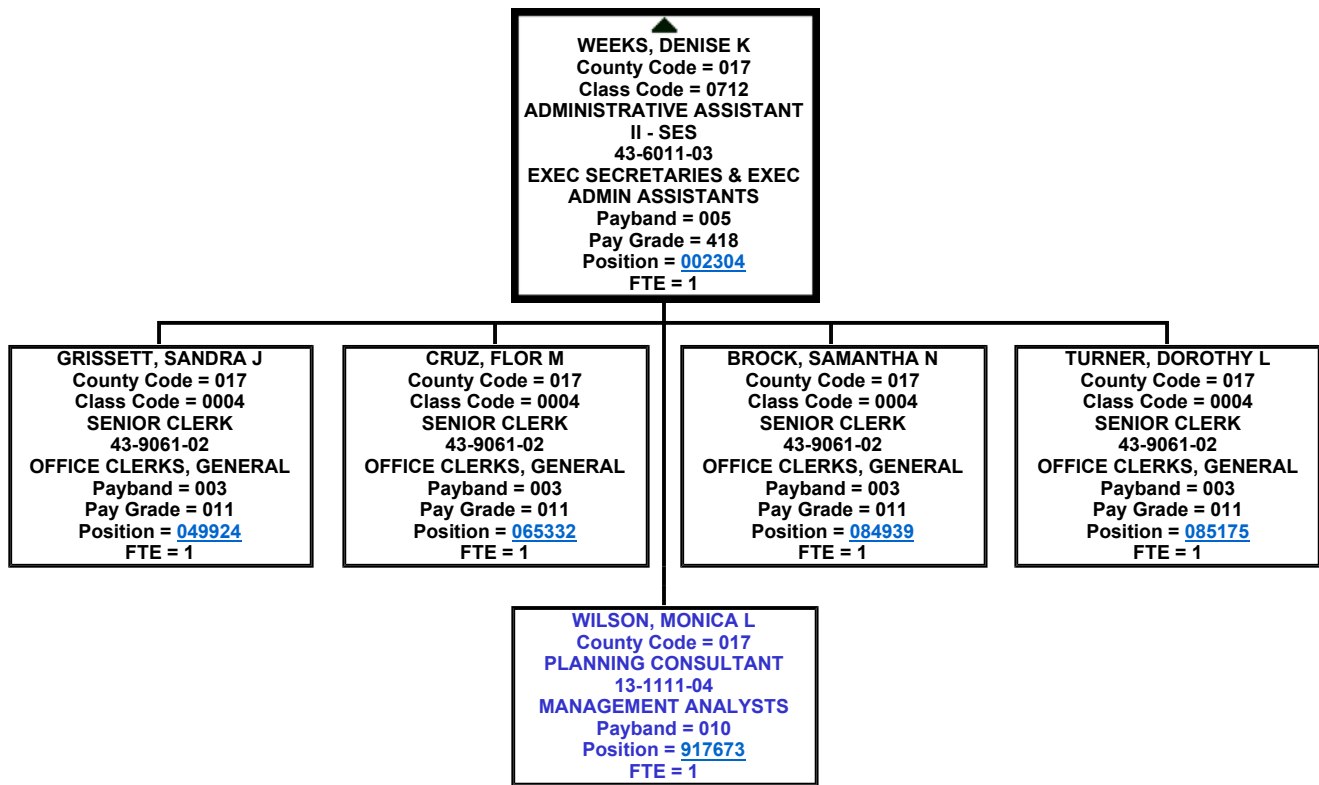 WEEKS, DENISE K
County Code = 017
Class Code = 0712
ADMINISTRATIVE ASSISTANT
II - SES
43-6011-03
EXEC SECRETARIES & EXEC
ADMIN ASSISTANTS
Payband = 005
Pay Grade = 418
Position = 002304
FTE = 1
GRISSETT, SANDRA J
County Code = 017
Class Code = 0004
SENIOR CLERK
43-9061-02
OFFICE CLERKS, GENERAL
Payband = 003
Pay Grade = 011
Position = 049924
FTE = 1
CRUZ, FLOR M
County Code = 017
Class Code = 0004
SENIOR CLERK
43-9061-02
OFFICE CLERKS, GENERAL
Payband = 003
Pay Grade = 011
Position = 065332
FTE = 1
BROCK, SAMANTHA N
County Code = 017
Class Code = 0004
SENIOR CLERK
43-9061-02
OFFICE CLERKS, GENERAL
Payband = 003
Pay Grade = 011
Position = 084939
FTE = 1
TURNER, DOROTHY L
County Code = 017
Class Code = 0004
SENIOR CLERK
43-9061-02
OFFICE CLERKS, GENERAL
Payband = 003
Pay Grade = 011
Position = 085175
FTE = 1
WILSON, MONICA L
County Code = 017
PLANNING CONSULTANT
13-1111-04
MANAGEMENT ANALYSTS
Payband = 010
Position = 917673
FTE = 1